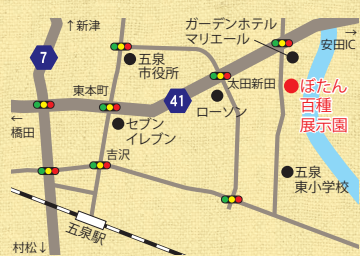 ↑新津
ガーデンホテル
マリエール
安田IC
→
7
五泉
市役所
太田新田
ぼたん
百種
展示園
東本町
41
ローソン
←
橋田
セブン
イレブン
吉沢
五泉
東小学校
五泉駅
村松↓